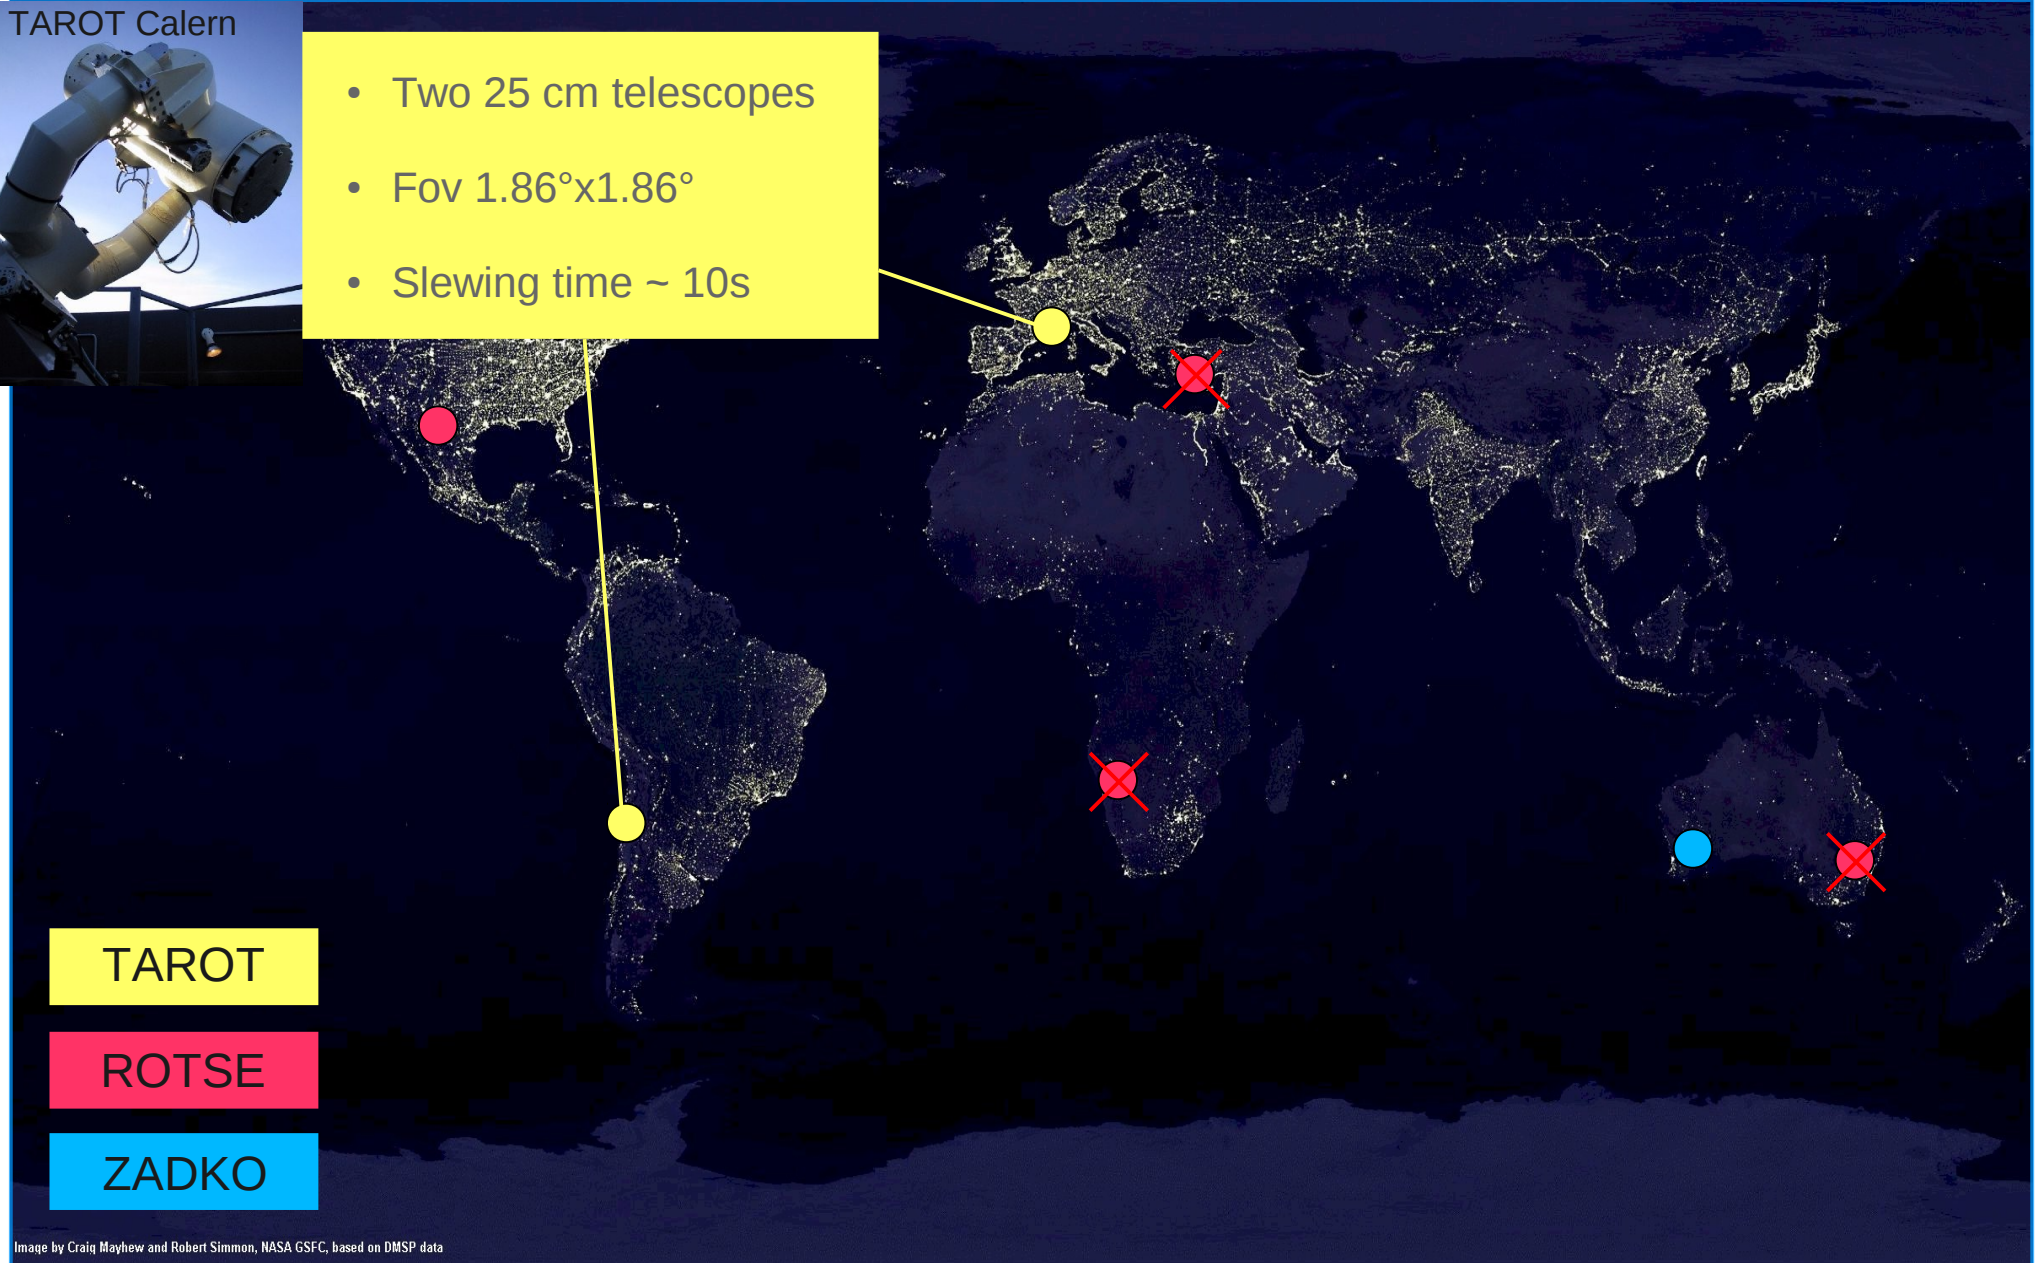 TAROT Calern
• Two 25 cm telescopes
• Fov 1.86°x1.86°
• Slewing time ~ 10s
TAROT
ROTSE
ZADKO
Image by Craig Mayhew and Robert Simmon, NASA GSFC, based on DMSP data